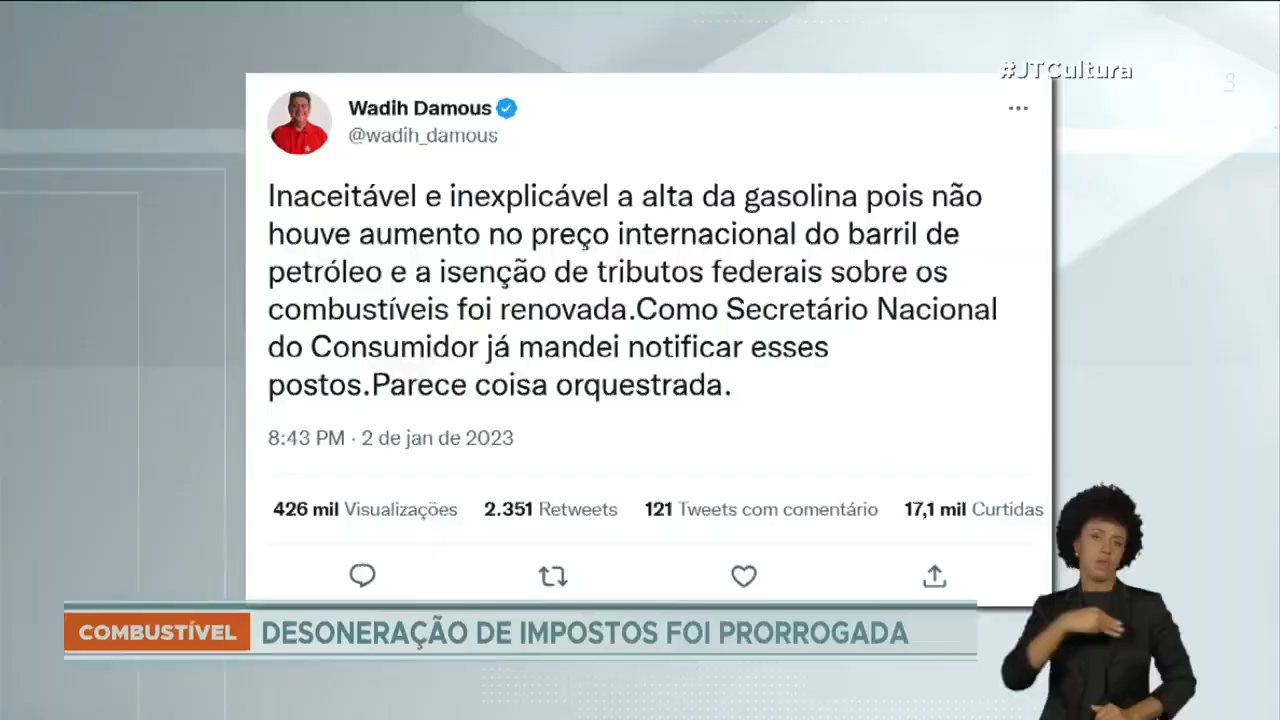 #JTCultura
Wadih Damous
@wadih_damous
Inaceitável e inexplicável a alta da gasolina pois não
houve aumento no preço internacional do barril de
petróleo e a isenção de tributos federais sobre os
combustíveis foi renovada.Como Secretário Nacional
do Consumidor já mandei notificar esses
postos.Parece coisa orquestrada.
8:43 PM · 2 de jan de 2023
426 mil Visualizações 2.351 Retweets 121 Tweets com comentário 17,1 mil Curtidas
COMBUSTÍVEL DESONERAÇÃO DE IMPOSTOS FOI PRORROGADA